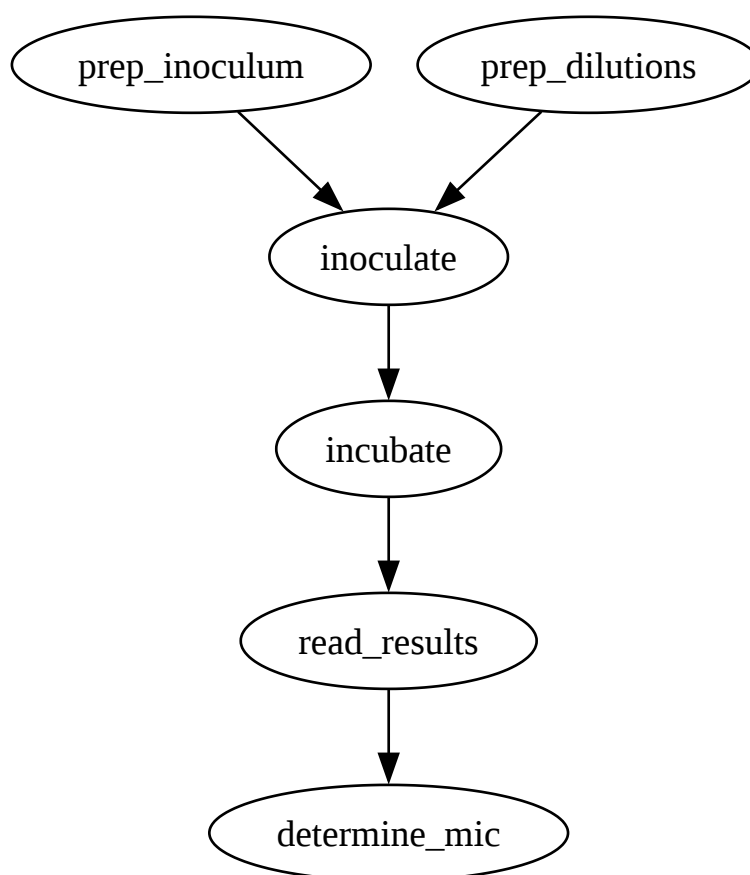 prep_inoculum
prep_dilutions
inoculate
incubate
read_results
determine_mic